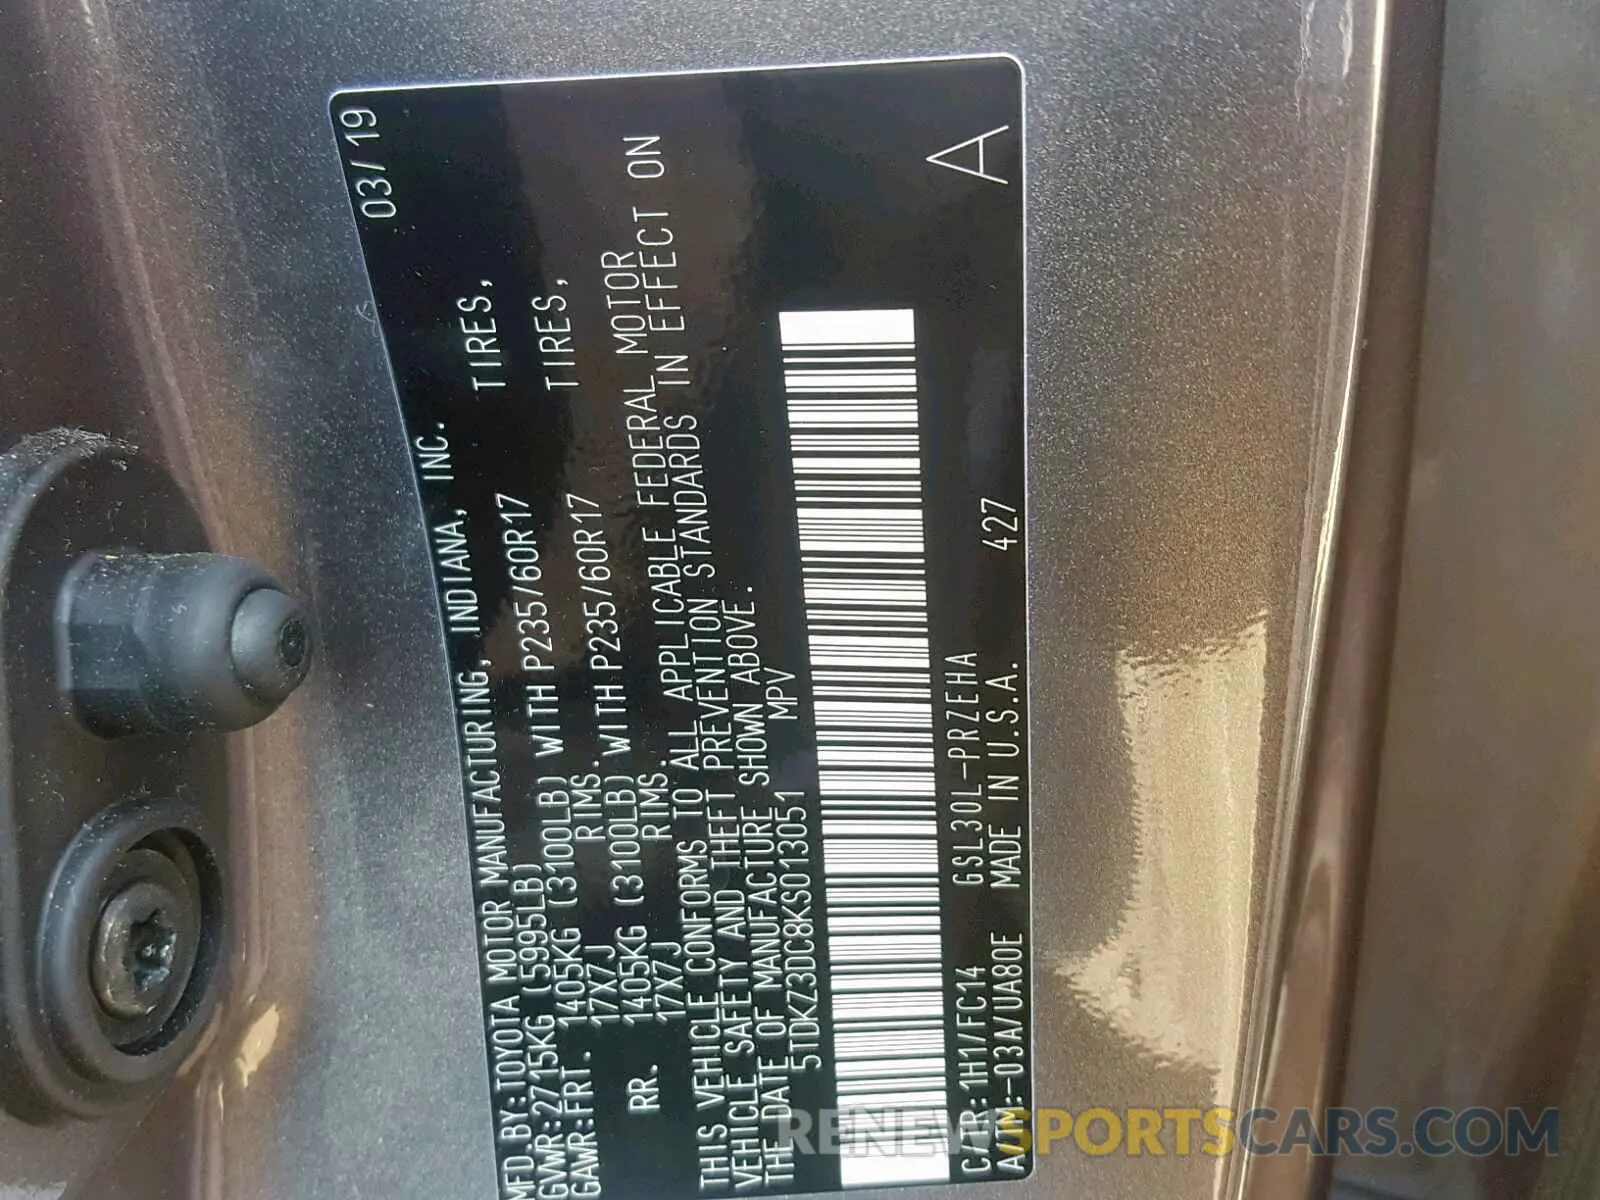 MFD.BY:TOYOTA MOTOR MANUFACTURING, INDIANA, INC. 03/19
GVWR:2715KG (5995LB)
GAWR:FRT. 1405KG (3100LB) WITH P235/60R17 TIRES,
17X7J RIMS.
RR. 1405KG (3100LB) WITH P235/60R17 TIRES,
17X7J RIMS.
THIS VEHICLE CONFORMS TO ALL APPLICABLE FEDERAL MOTOR
VEHICLE SAFETY AND THEFT PREVENTION STANDARDS IN EFFECT ON
THE DATE OF MANUFACTURE SHOWN ABOVE.
5TDKZ3DC8KS013051 MPV
C/TR:1H1/FC14 GSL30L-PRZEHA
A/TM:-03A/UA80E MADE IN U.S.A. 427
A
RENEWSPORTSCARS.COM